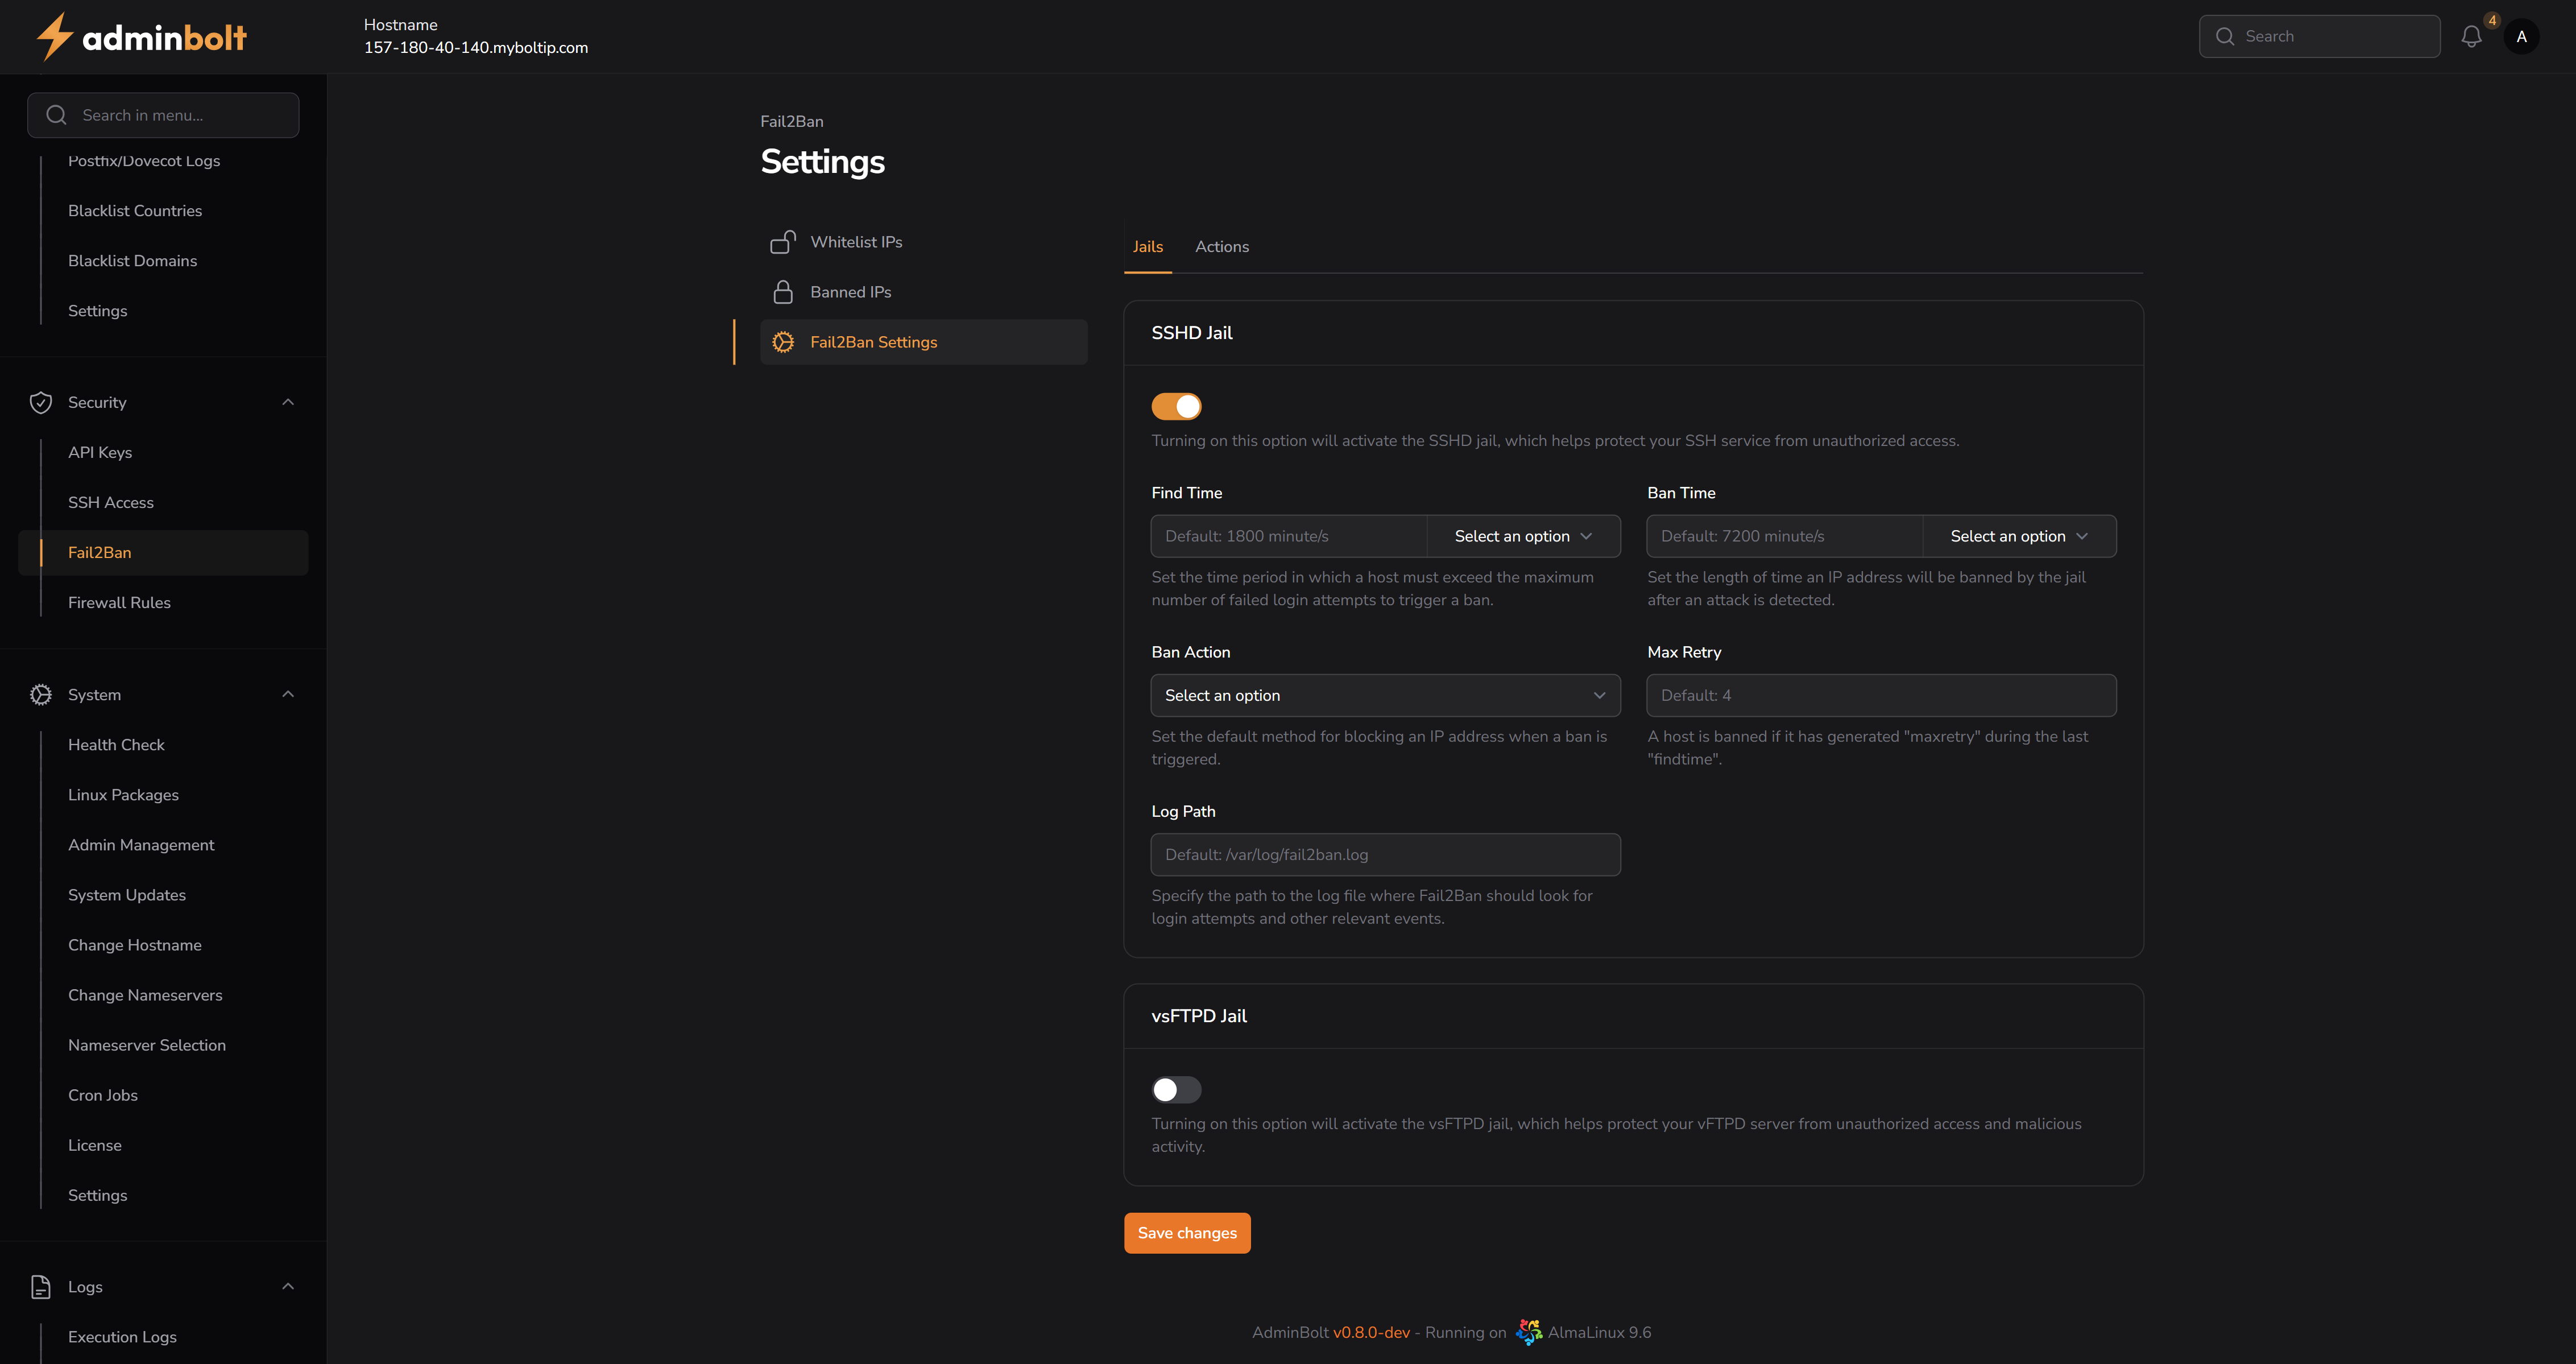 adminbolt
Hostname
157-180-40-140.myboltip.com
Search
4
A
Search in menu...
Postfix/Dovecot Logs
Blacklist Countries
Blacklist Domains
Settings
Security
API Keys
SSH Access
Fail2Ban
Firewall Rules
System
Health Check
Linux Packages
Admin Management
System Updates
Change Hostname
Change Nameservers
Nameserver Selection
Cron Jobs
License
Settings
Logs
Execution Logs
Fail2Ban
Settings
Whitelist IPs
Banned IPs
Fail2Ban Settings
Jails Actions
SSHD Jail
Turning on this option will activate the SSHD jail, which helps protect your SSH service from unauthorized access.
Find Time
Default: 1800 minute/s Select an option
Set the time period in which a host must exceed the maximum
number of failed login attempts to trigger a ban.
Ban Time
Default: 7200 minute/s Select an option
Set the length of time an IP address will be banned by the jail
after an attack is detected.
Ban Action
Select an option
Set the default method for blocking an IP address when a ban is
triggered.
Max Retry
Default: 4
A host is banned if it has generated "maxretry" during the last
"findtime".
Log Path
Default: /var/log/fail2ban.log
Specify the path to the log file where Fail2Ban should look for
login attempts and other relevant events.
vsFTPD Jail
Turning on this option will activate the vsFTPD jail, which helps protect your vFTPD server from unauthorized access and malicious
activity.
Save changes
AdminBolt v0.8.0-dev - Running on AlmaLinux 9.6